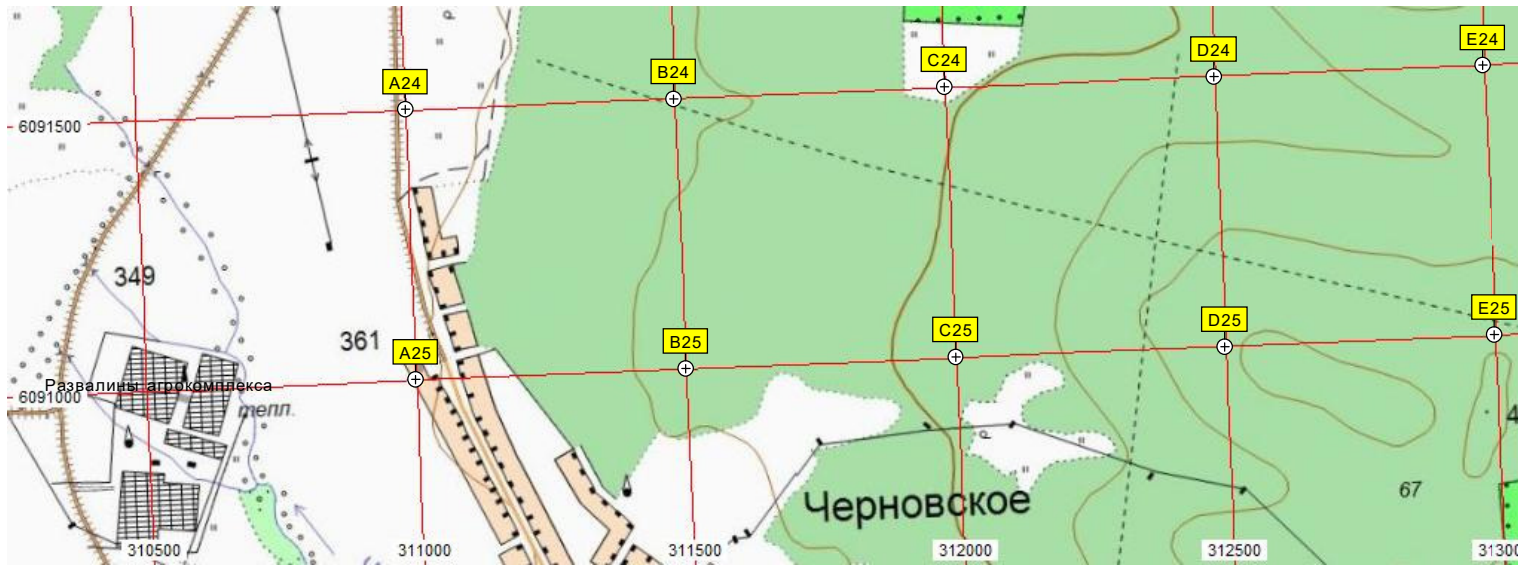 E24
D24
C24
B24
A24
6091500
349
361
E25
D25
C25
B25
A25
Развалины агрокомплекса
6091000
тепл.
67
Черновское
310500
311000
311500
312000
312500